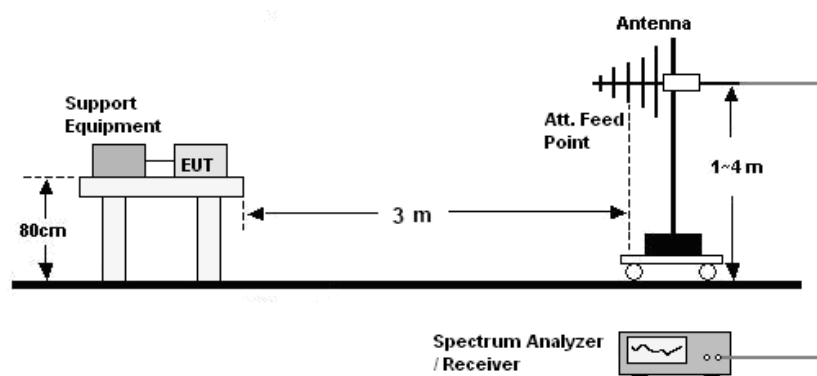 Antenna
Support
Equipment
EUT
Att. Feed
Point
1~4 m
80cm
3 m
Spectrum Analyzer
/ Receiver